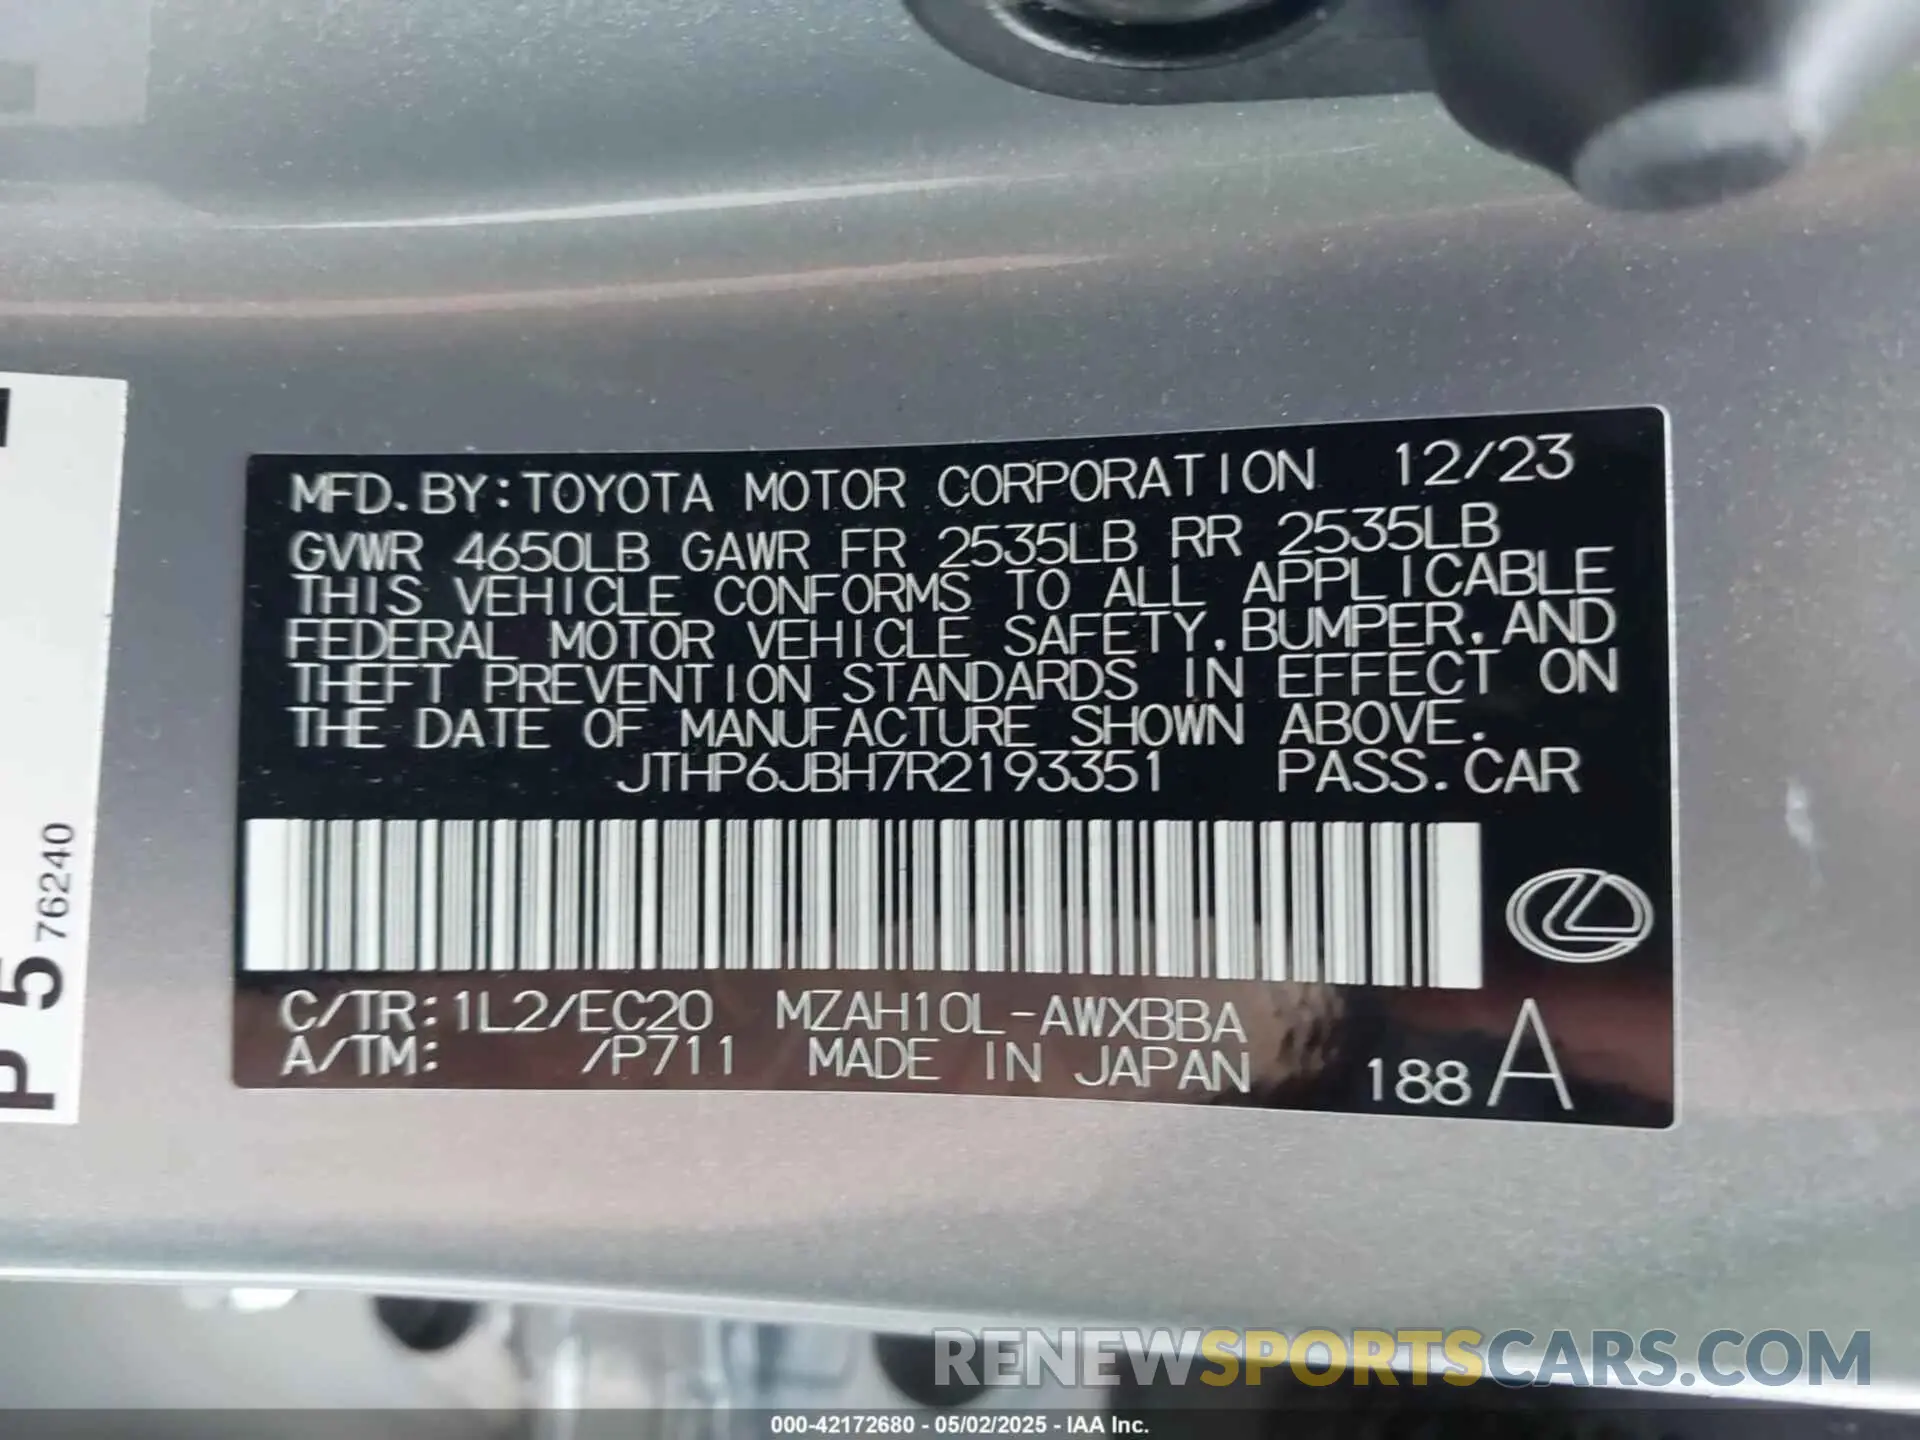 MFD. BY: TOYOTA MOTOR CORPORATION 12/23
GVWR 4650LB GAWR FR 2535LB RR 2535LB
THIS VEHICLE CONFORMS TO ALL APPLICABLE
FEDERAL MOTOR VEHICLE SAFETY, BUMPER, AND
THEFT PREVENTION STANDARDS IN EFFECT ON
THE DATE OF MANUFACTURE SHOWN ABOVE.
JTHP6JBH7R2193351 PASS. CAR
C/TR: 1L2/EC20 MZAH10L-AWXBBA
A/TM: /P711 MADE IN JAPAN 188 A
P 5 76240
RENEWSPORTSCARS.COM
000-42172680 - 05/02/2025 - IAA Inc.